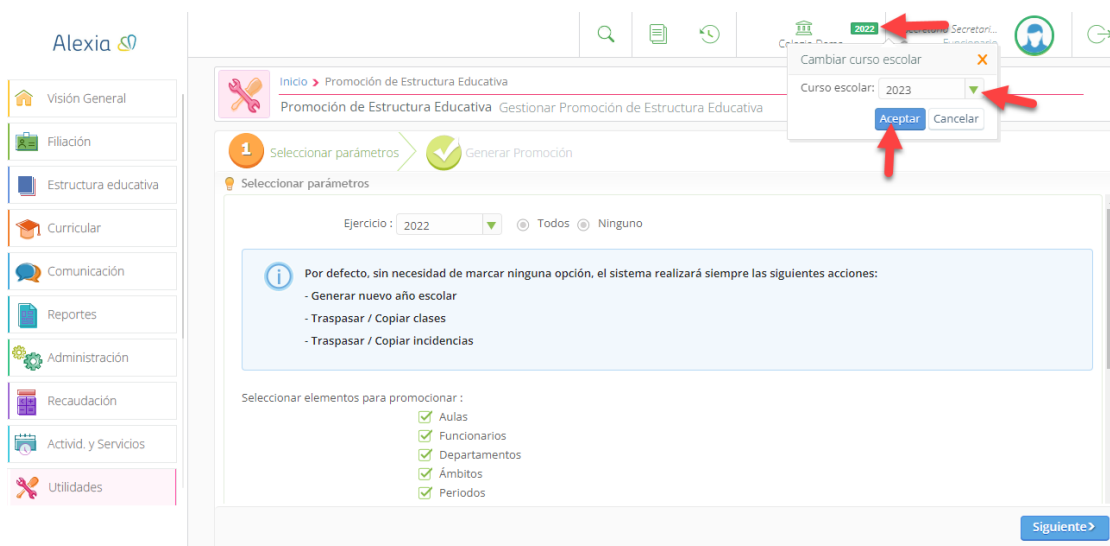 Alexia
2022
Secretari...
Cambiar curso escolar X
Curso escolar: 2023
Aceptar Cancelar
Inicio > Promoción de Estructura Educativa
Promoción de Estructura Educativa Gestionar Promoción de Estructura Educativa
1 Seleccionar parámetros
Generar Promoción
Seleccionar parámetros
Visión General
Filiación
Estructura educativa
Curricular
Comunicación
Reportes
Administración
Recaudación
Activid. y Servicios
Utilidades
Ejercicio : 2022 Todos Ninguno
Por defecto, sin necesidad de marcar ninguna opción, el sistema realizará siempre las siguientes acciones:
- Generar nuevo año escolar
- Traspasar / Copiar clases
- Traspasar / Copiar incidencias
Seleccionar elementos para promocionar :
Aulas
Funcionarios
Departamentos
Ámbitos
Periodos
Siguiente>